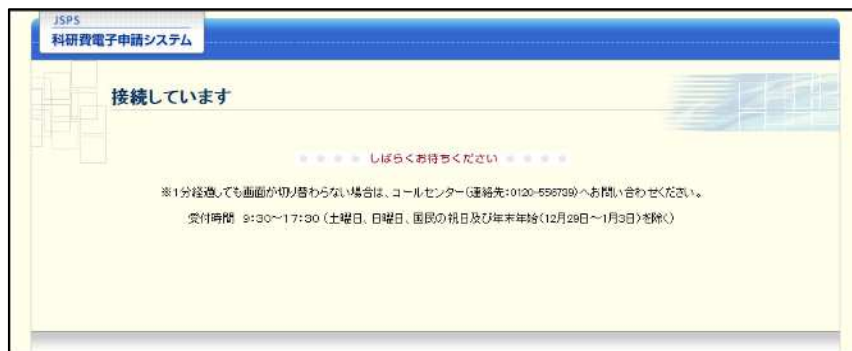 JSPS
科研費電子申請システム
接続しています
しばらくお待ちください
※1分経過しても画面が切り替わらない場合は、コールセンター(連絡先:0120-556739)へお問い合わせください。
受付時間 9:30～17:30 (土曜日、日曜日、国民の祝日及び年末年始(12月29日～1月3日)を除く)